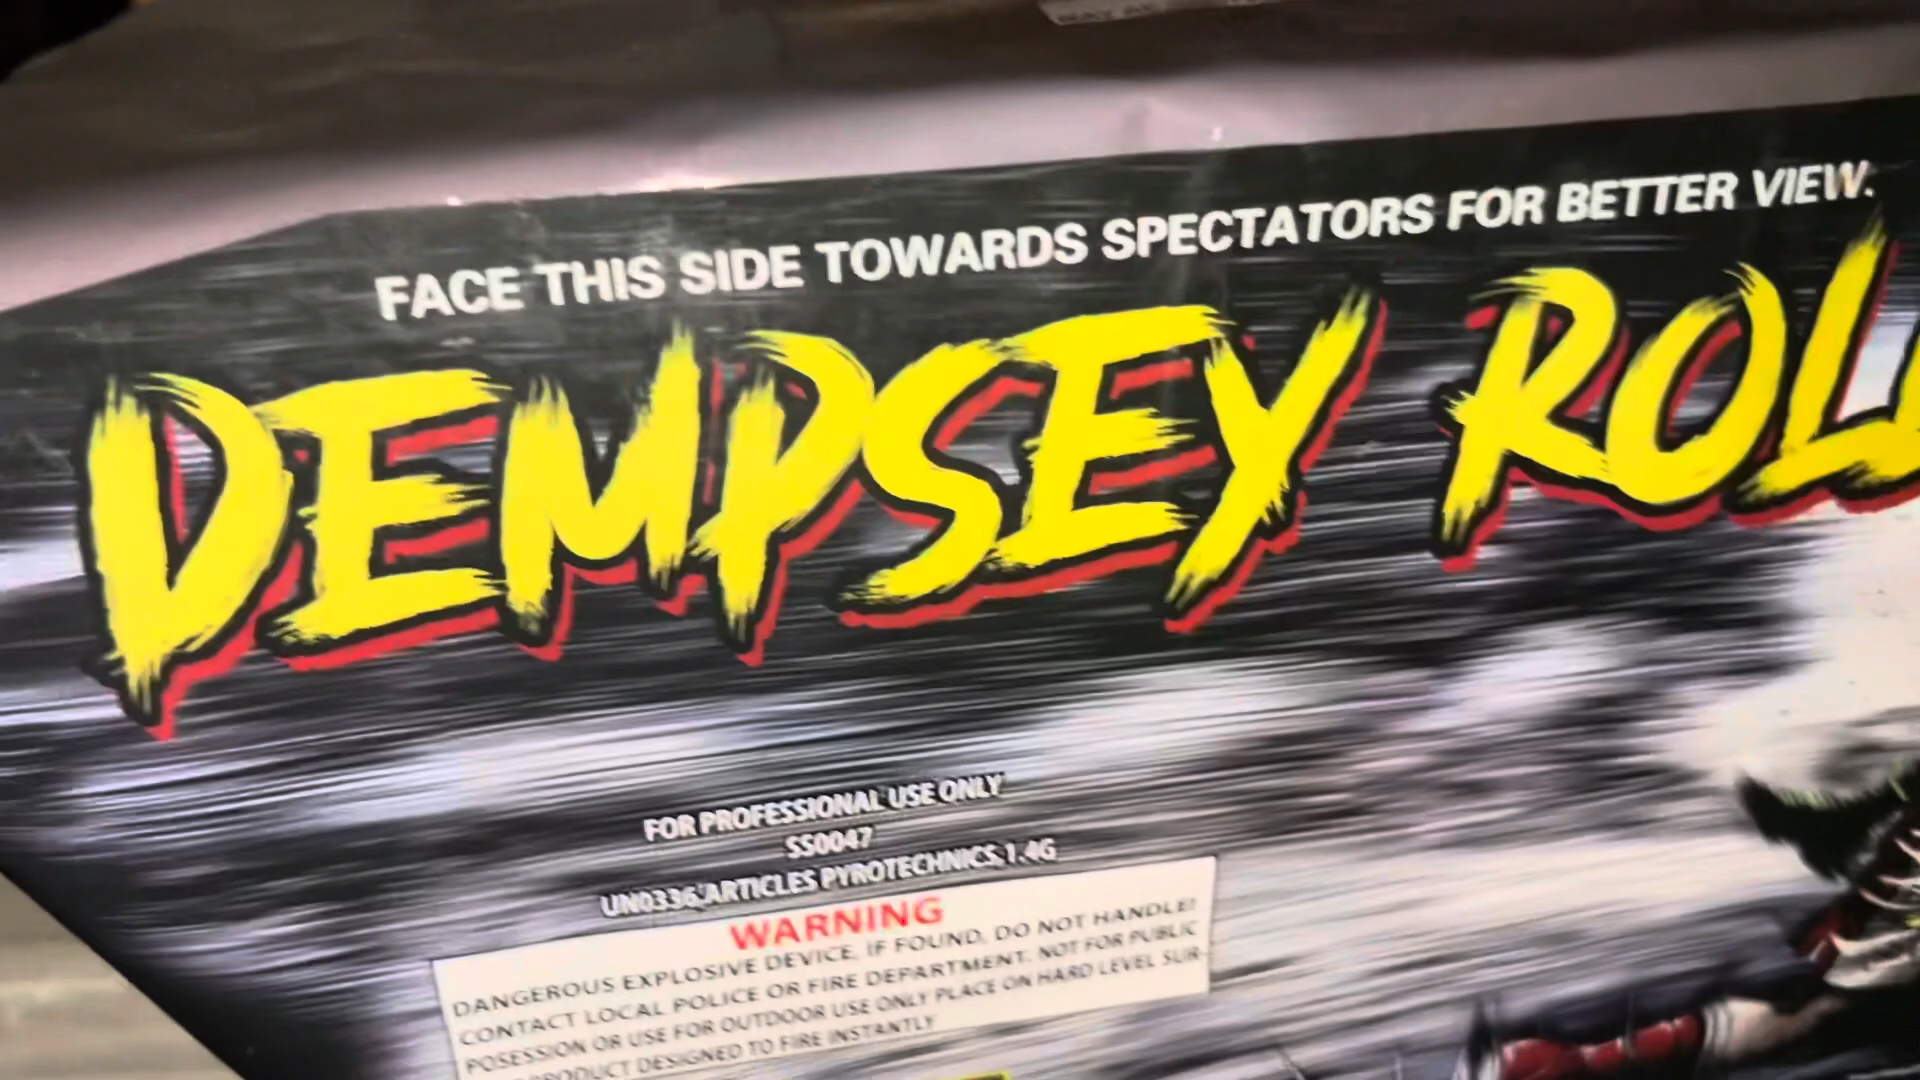 FACE THIS SIDE TOWARDS SPECTATORS FOR BETTER VIEW.
DEMPSEY ROLL
FOR PROFESSIONAL USE ONLY
SS0047
UN0336, ARTICLES PYROTECHNICS, 1.4G
WARNING
DANGEROUS EXPLOSIVE DEVICE, IF FOUND, DO NOT HANDLE!
CONTACT LOCAL POLICE OR FIRE DEPARTMENT. NOT FOR PUBLIC
POSESSION OR USE FOR OUTDOOR USE ONLY PLACE ON HARD LEVEL SUR-
PRODUCT DESIGNED TO FIRE INSTANTLY